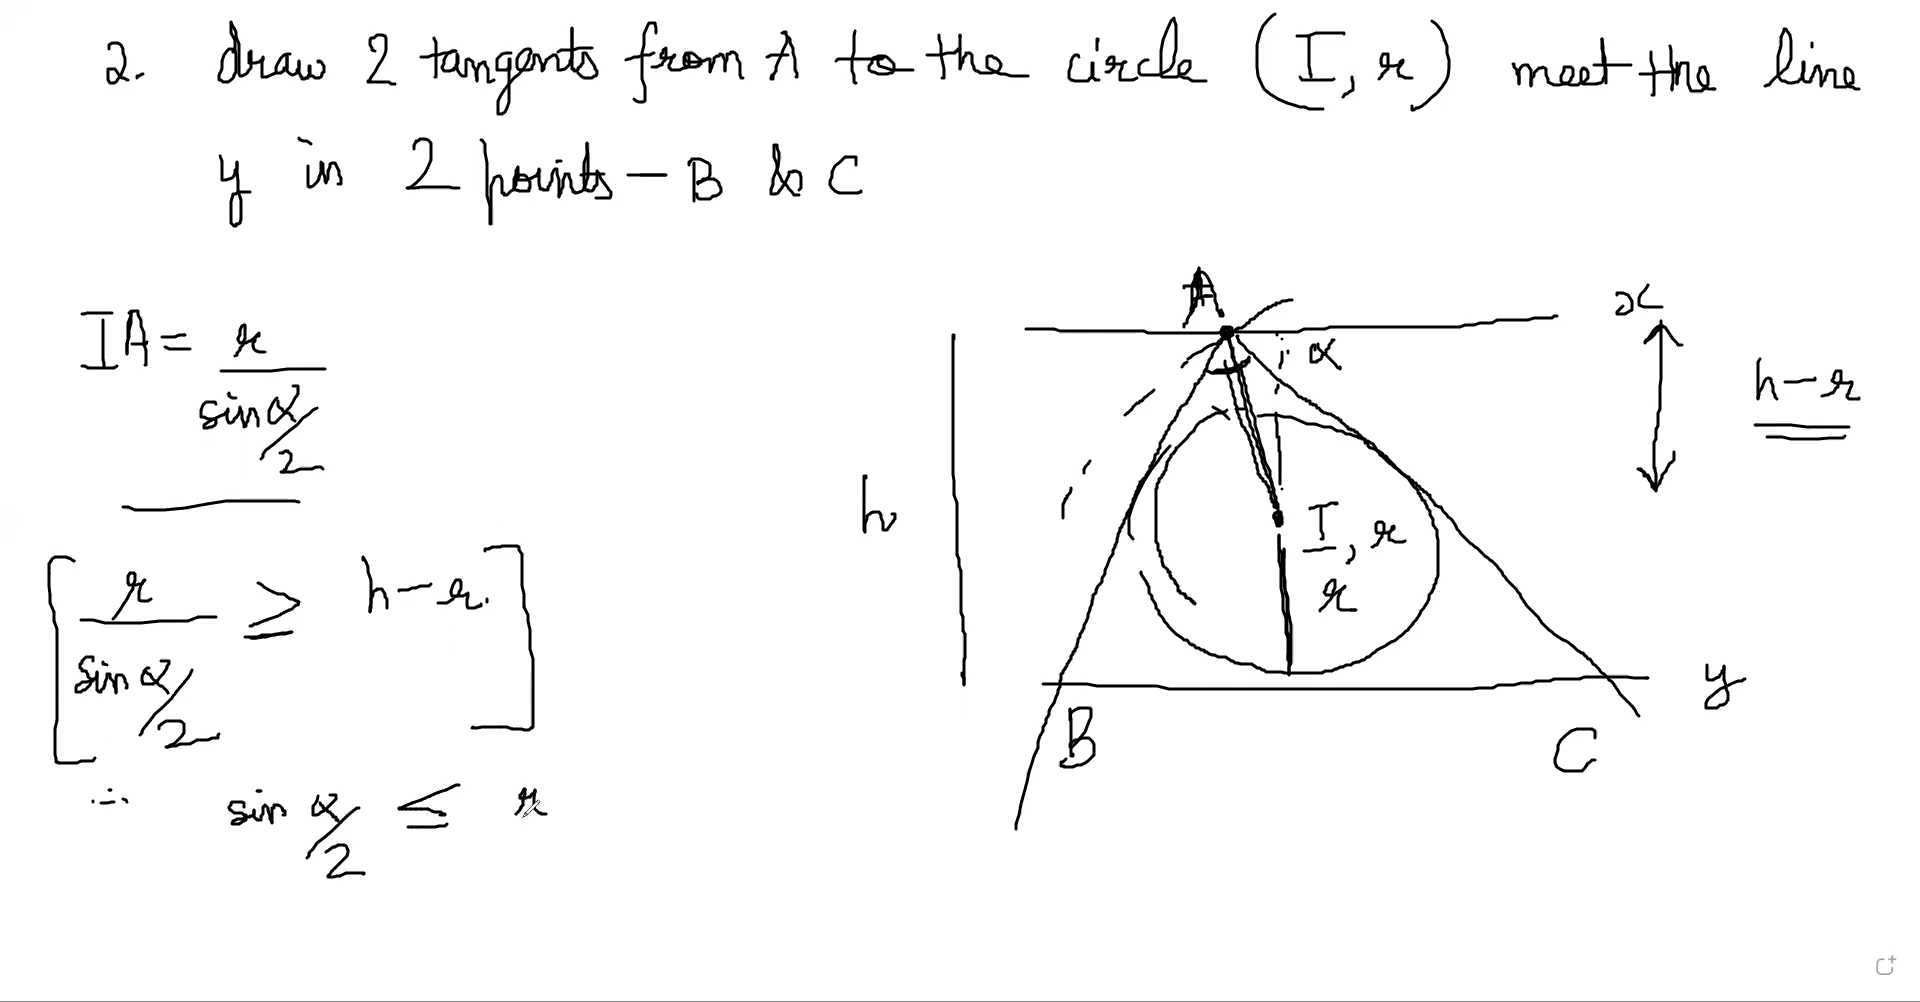 2. draw 2 tangents from A to the circle (I, r) meet the line
y in 2 points - B & C
IA = r / sin α/2
[ r / sin α/2 ≥ h - r. ]
∴ sin α/2 ≤ r
A
x
α
h - r
h
I, r
r
y
B
C